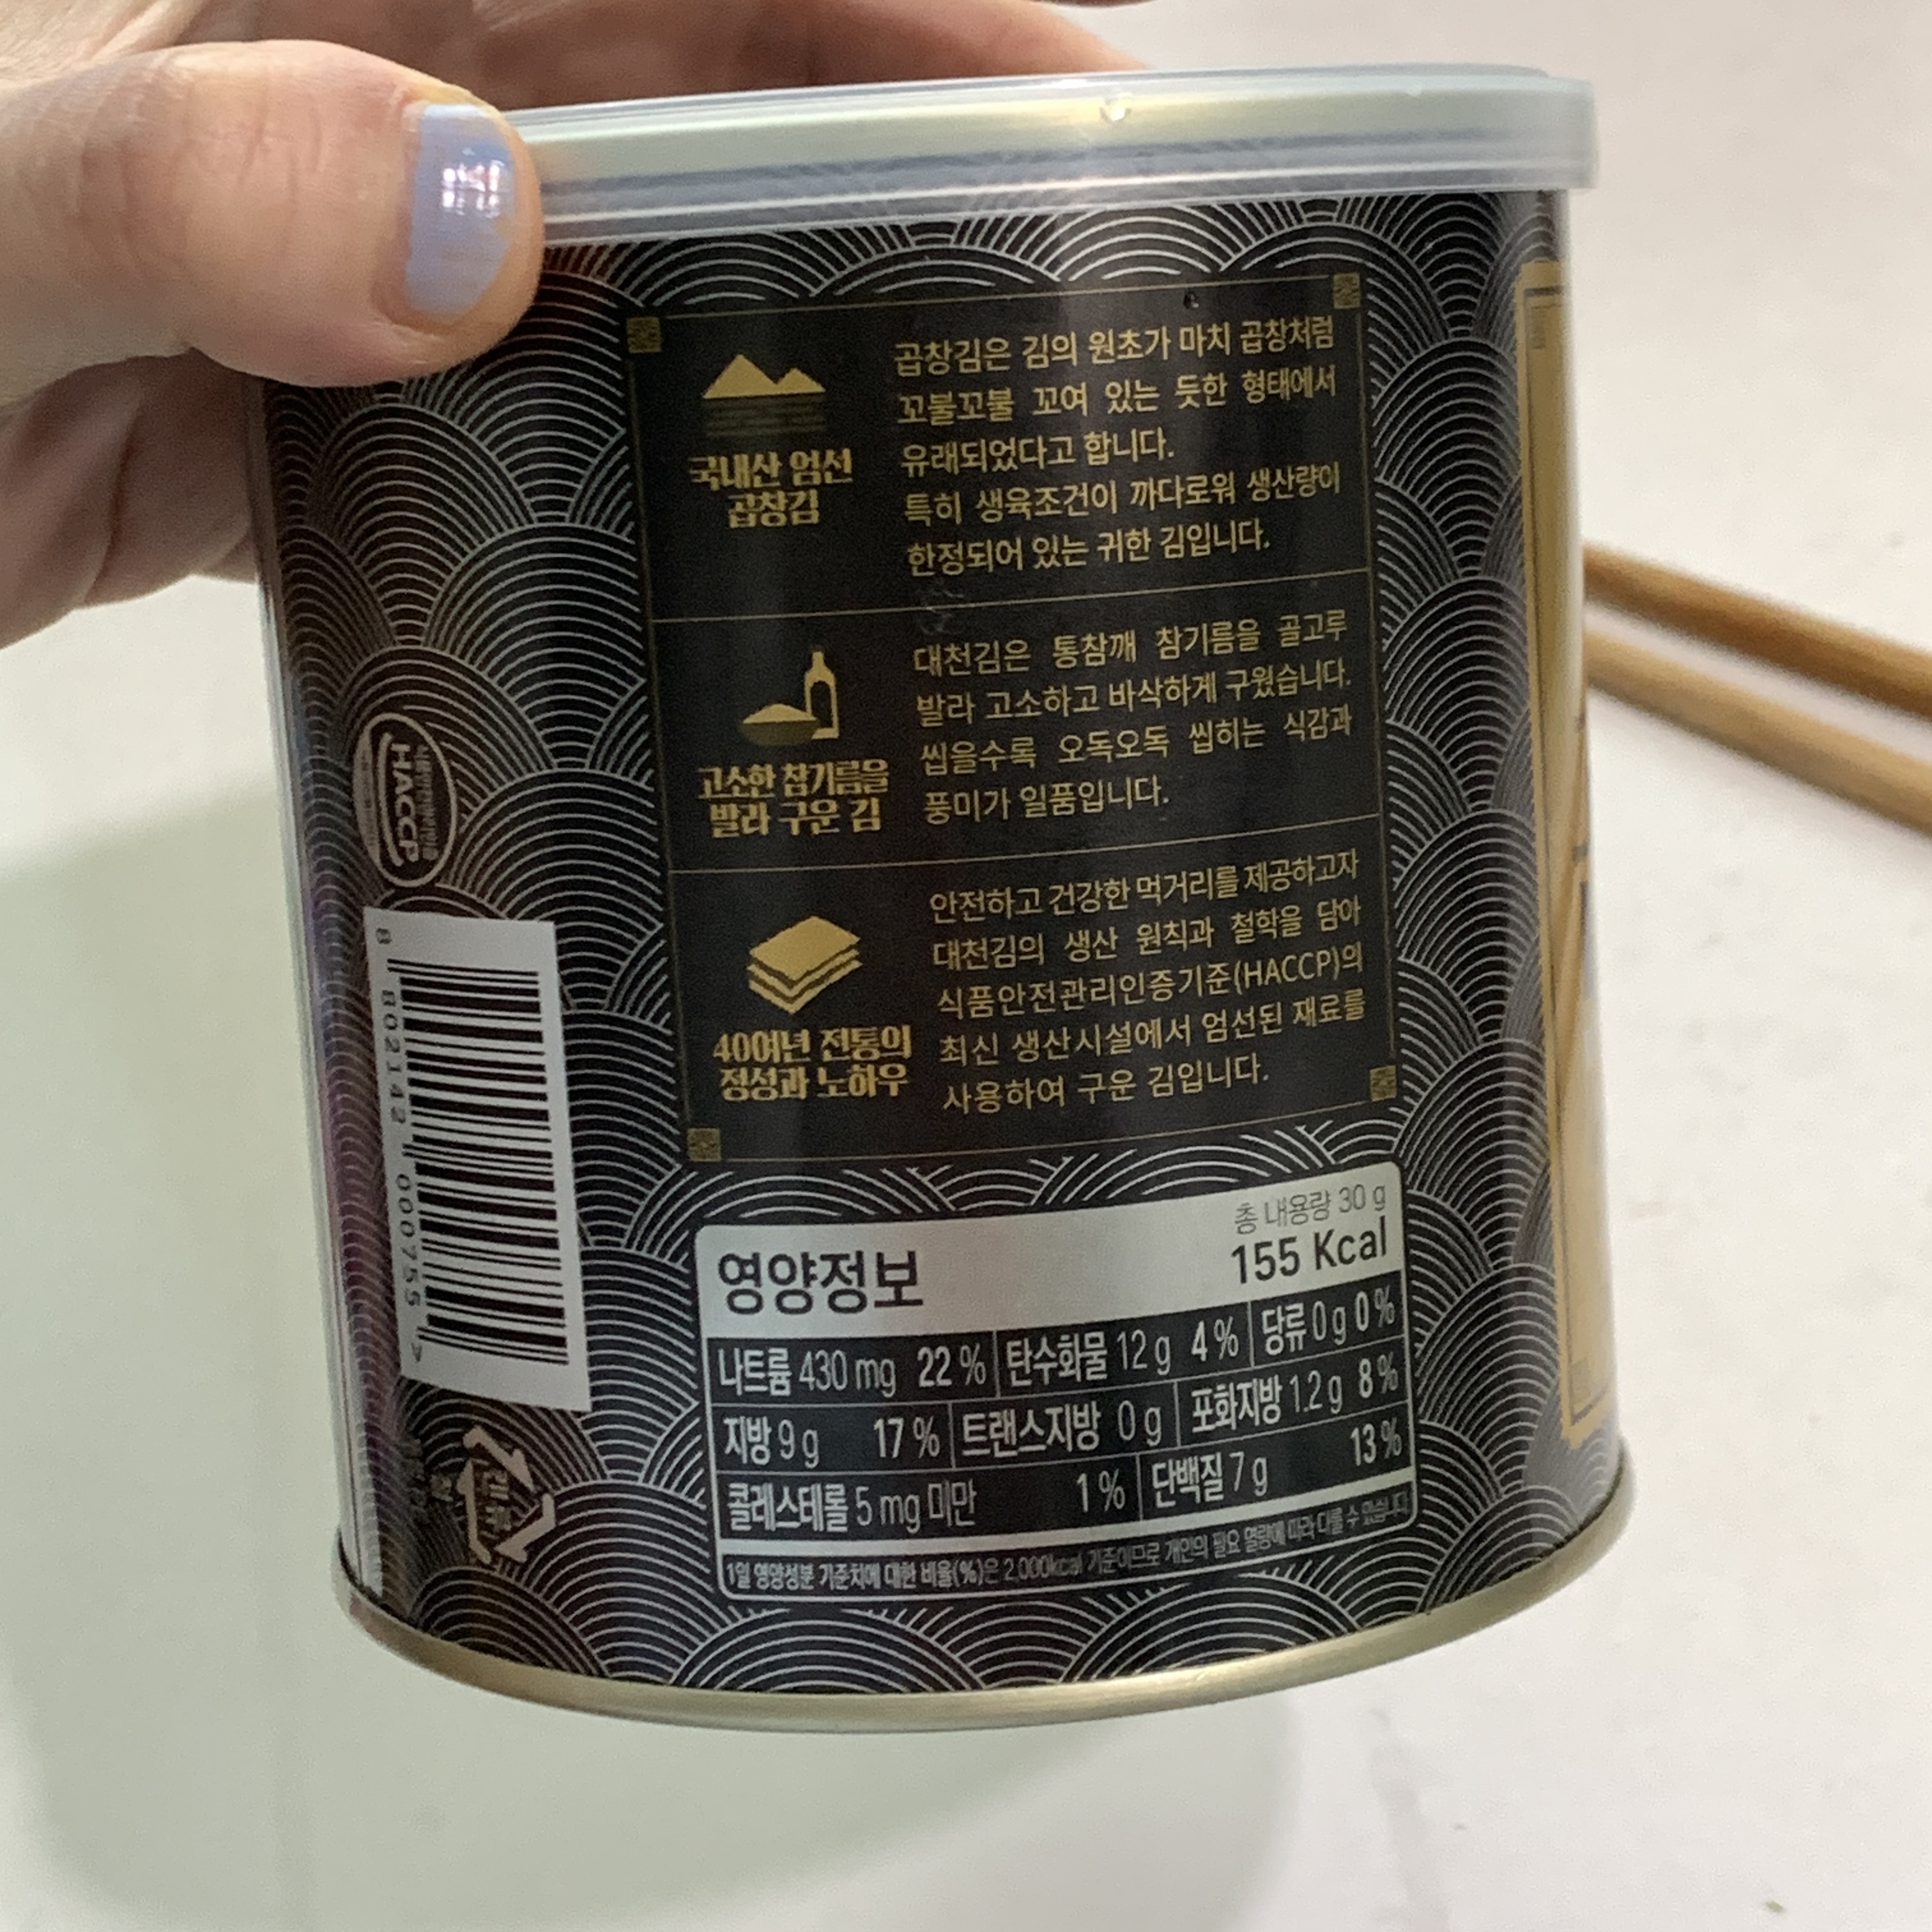 국내산 엄선
곱창김
곱창김은 김의 원초가 마치 곱창처럼
꼬불꼬불 꼬여 있는 듯한 형태에서
유래되었다고 합니다.
특히 생육조건이 까다로워 생산량이
한정되어 있는 귀한 김입니다.
고소한 참기름을
발라 구운 김
대천김은 통참깨 참기름을 골고루
발라 고소하고 바삭하게 구웠습니다.
씹을수록 오독오독 씹히는 식감과
풍미가 일품입니다.
40여년 전통의
정성과 노하우
안전하고 건강한 먹거리를 제공하고자
대천김의 생산 원칙과 철학을 담아
식품안전관리인증기준(HACCP)의
최신 생산시설에서 엄선된 재료를
사용하여 구운 김입니다.
HACCP
8 802142 000755 >
영양정보
총 내용량 30 g
155 Kcal
나트륨 430 mg 22 % 탄수화물 12 g 4 % 당류 0 g 0 %
지방 9 g 17 % 트랜스지방 0 g 포화지방 1.2 g 8 %
콜레스테롤 5 mg 미만 1 % 단백질 7 g 13 %
1일 영양성분 기준치에 대한 비율(%)은 2,000kcal 기준이므로 개인의 필요 열량에 따라 다를 수 있습니다